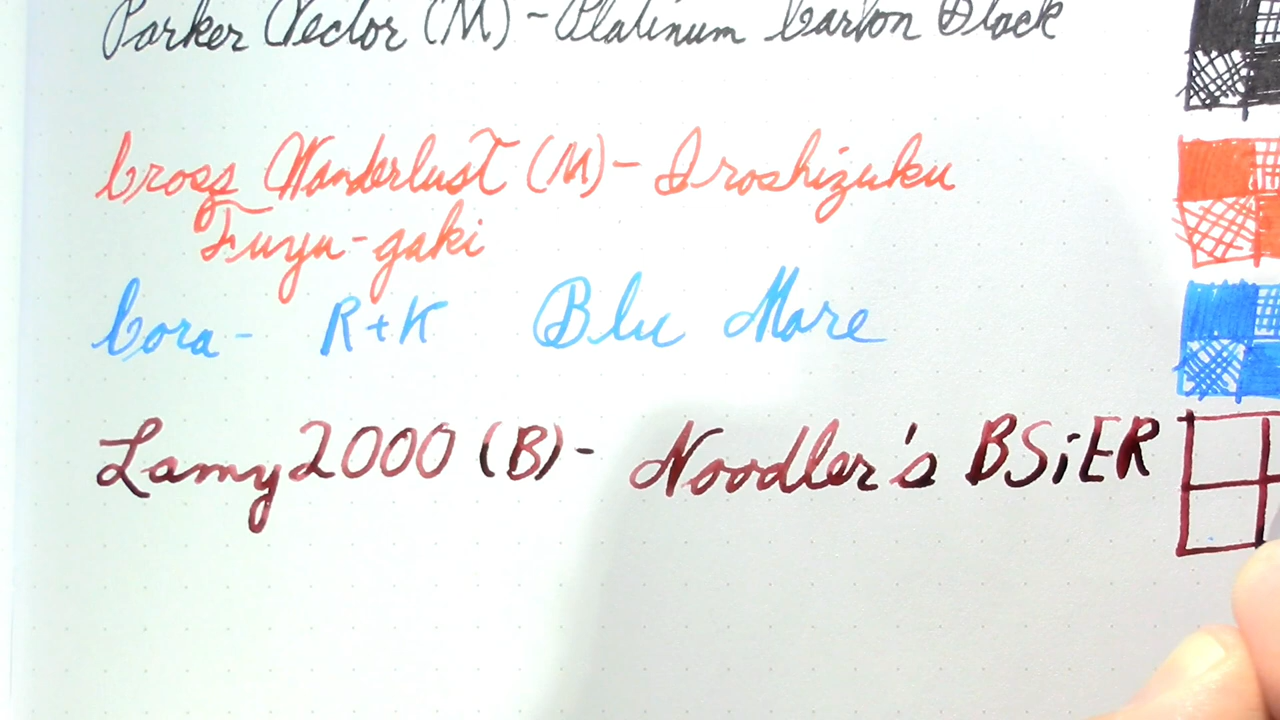 Parker Vector (M) - Platinum Carbon Black
Cross Wanderlust (M) - Iroshizuku
Fuyu-gaki
Cora - R+K Blu Mare
Lamy 2000 (B) - Noodler's BSiER